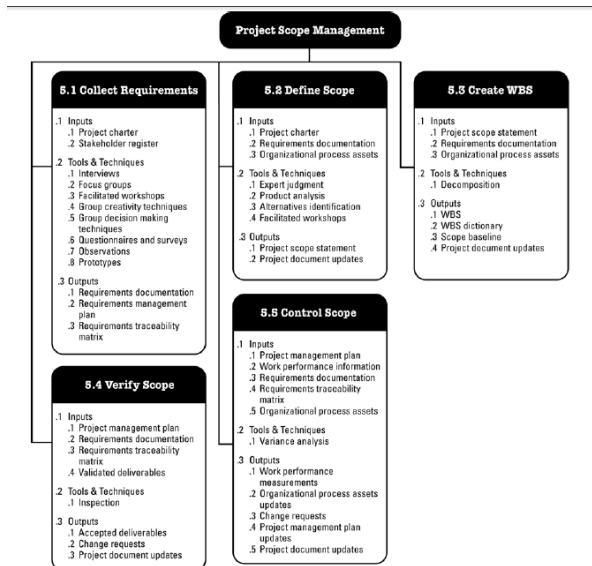 Project Scope Management
5.1 Collect Requirements
.1 Inputs
.1 Project charter
.2 Stakeholder register
.2 Tools & Techniques
.1 Interviews
.2 Focus groups
.3 Facilitated workshops
.4 Group creativity techniques
.5 Group decision making
techniques
.6 Questionnaires and surveys
.7 Observations
.8 Prototypes
.3 Outputs
.1 Requirements documentation
.2 Requirements management
plan
.3 Requirements traceability
matrix
5.2 Define Scope
.1 Inputs
.1 Project charter
.2 Requirements documentation
.3 Organizational process assets
.2 Tools & Techniques
.1 Expert judgment
.2 Product analysis
.3 Alternatives identification
.4 Facilitated workshops
.3 Outputs
.1 Project scope statement
.2 Project document updates
5.3 Create WBS
.1 Inputs
.1 Project scope statement
.2 Requirements documentation
.3 Organizational process assets
.2 Tools & Techniques
.1 Decomposition
.3 Outputs
.1 WBS
.2 WBS dictionary
.3 Scope baseline
.4 Project document updates
5.4 Verify Scope
.1 Inputs
.1 Project management plan
.2 Requirements documentation
.3 Requirements traceability
matrix
.4 Validated deliverables
.2 Tools & Techniques
.1 Inspection
.3 Outputs
.1 Accepted deliverables
.2 Change requests
.3 Project document updates
5.5 Control Scope
.1 Inputs
.1 Project management plan
.2 Work performance information
.3 Requirements documentation
.4 Requirements traceability
matrix
.5 Organizational process assets
.2 Tools & Techniques
.1 Variance analysis
.3 Outputs
.1 Work performance
measurements
.2 Organizational process assets
updates
.3 Change requests
.4 Project management plan
updates
.5 Project document updates